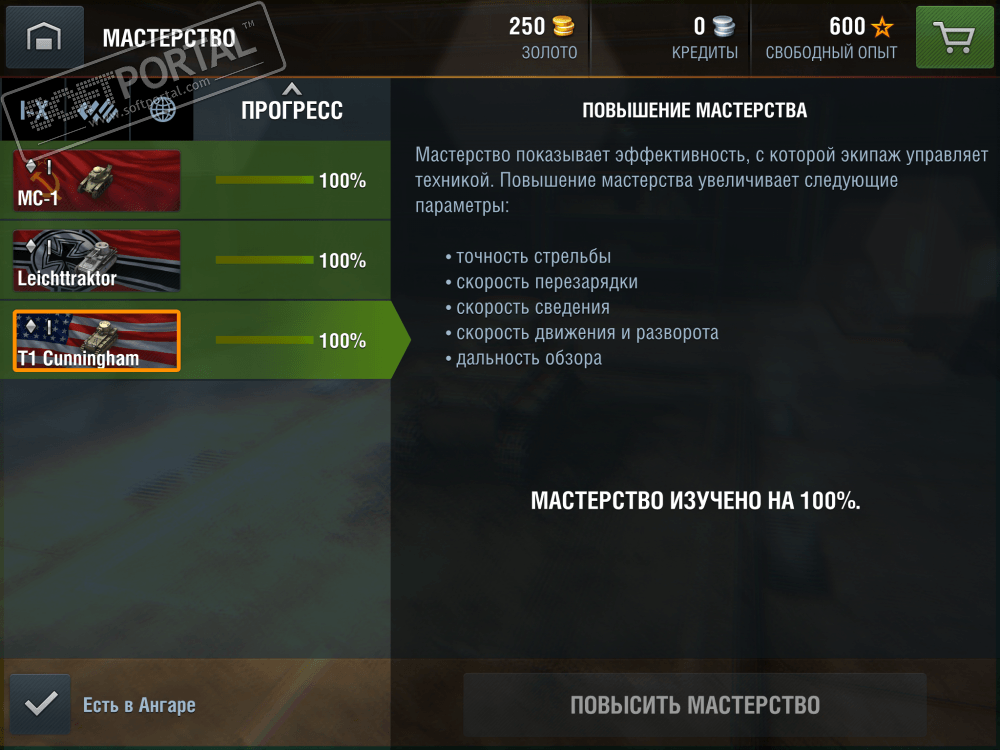 МАСТЕРСТВО
250
ЗОЛОТО
0
КРЕДИТЫ
600
СВОБОДНЫЙ ОПЫТ
PORTAL™
www.softportal.com
I-X
ПРОГРЕСС
I
МС-1
100%
I
Leichttraktor
100%
I
T1 Cunningham
100%
ПОВЫШЕНИЕ МАСТЕРСТВА
Мастерство показывает эффективность, с которой экипаж управляет
техникой. Повышение мастерства увеличивает следующие
параметры:
• точность стрельбы
• скорость перезарядки
• скорость сведения
• скорость движения и разворота
• дальность обзора
МАСТЕРСТВО ИЗУЧЕНО НА 100%.
Есть в Ангаре
ПОВЫСИТЬ МАСТЕРСТВО